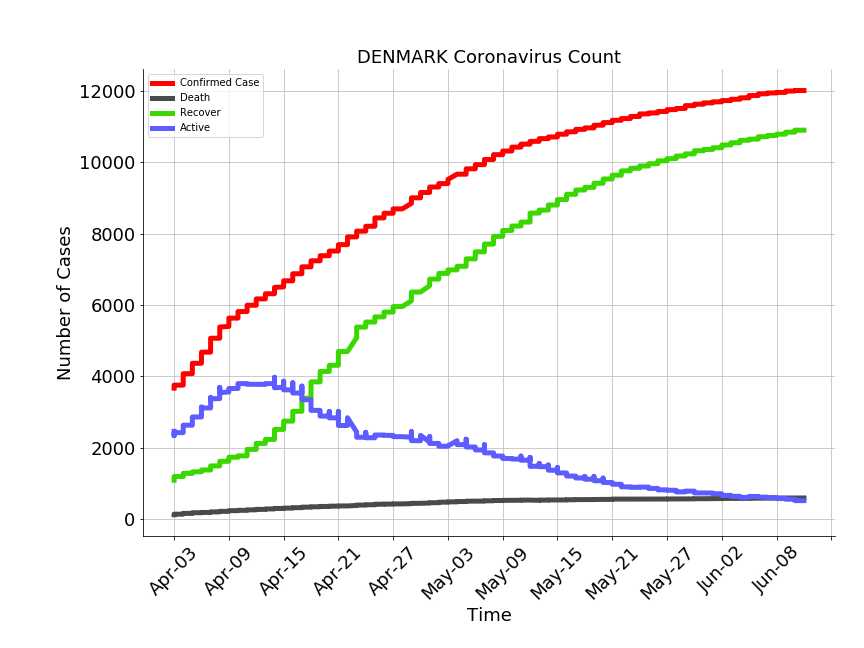 DENMARK Coronavirus Count
Confirmed Case
Death
Recover
Active
Number of Cases
12000
10000
8000
6000
4000
2000
0
Apr-03
Apr-09
Apr-15
Apr-21
Apr-27
May-03
May-09
May-15
May-21
May-27
Jun-02
Jun-08
Time